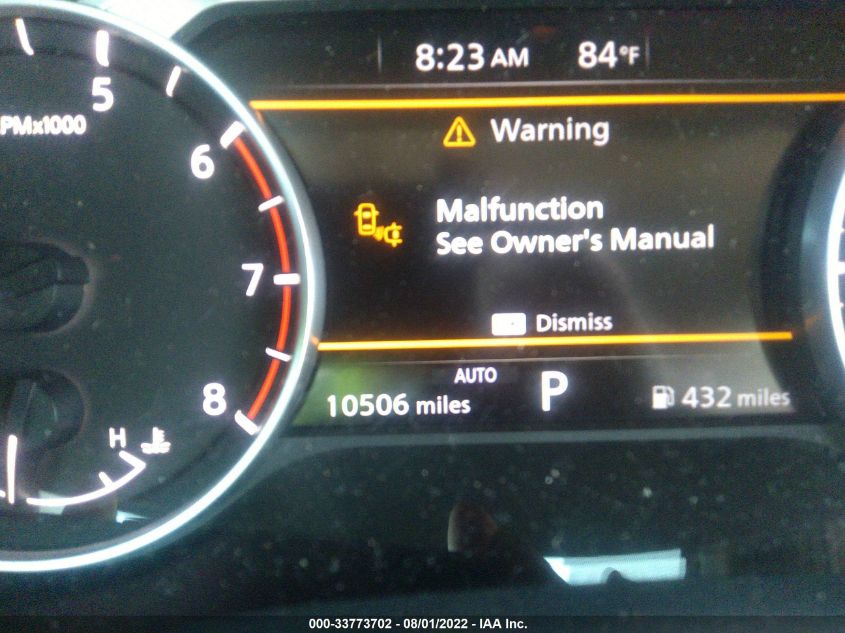 8:23 AM 84°F
5
PMx1000
Warning
6
Malfunction
See Owner's Manual
7
Dismiss
AUTO
8
10506 miles P 432 miles
H
000-33773702 - 08/01/2022 - IAA Inc.